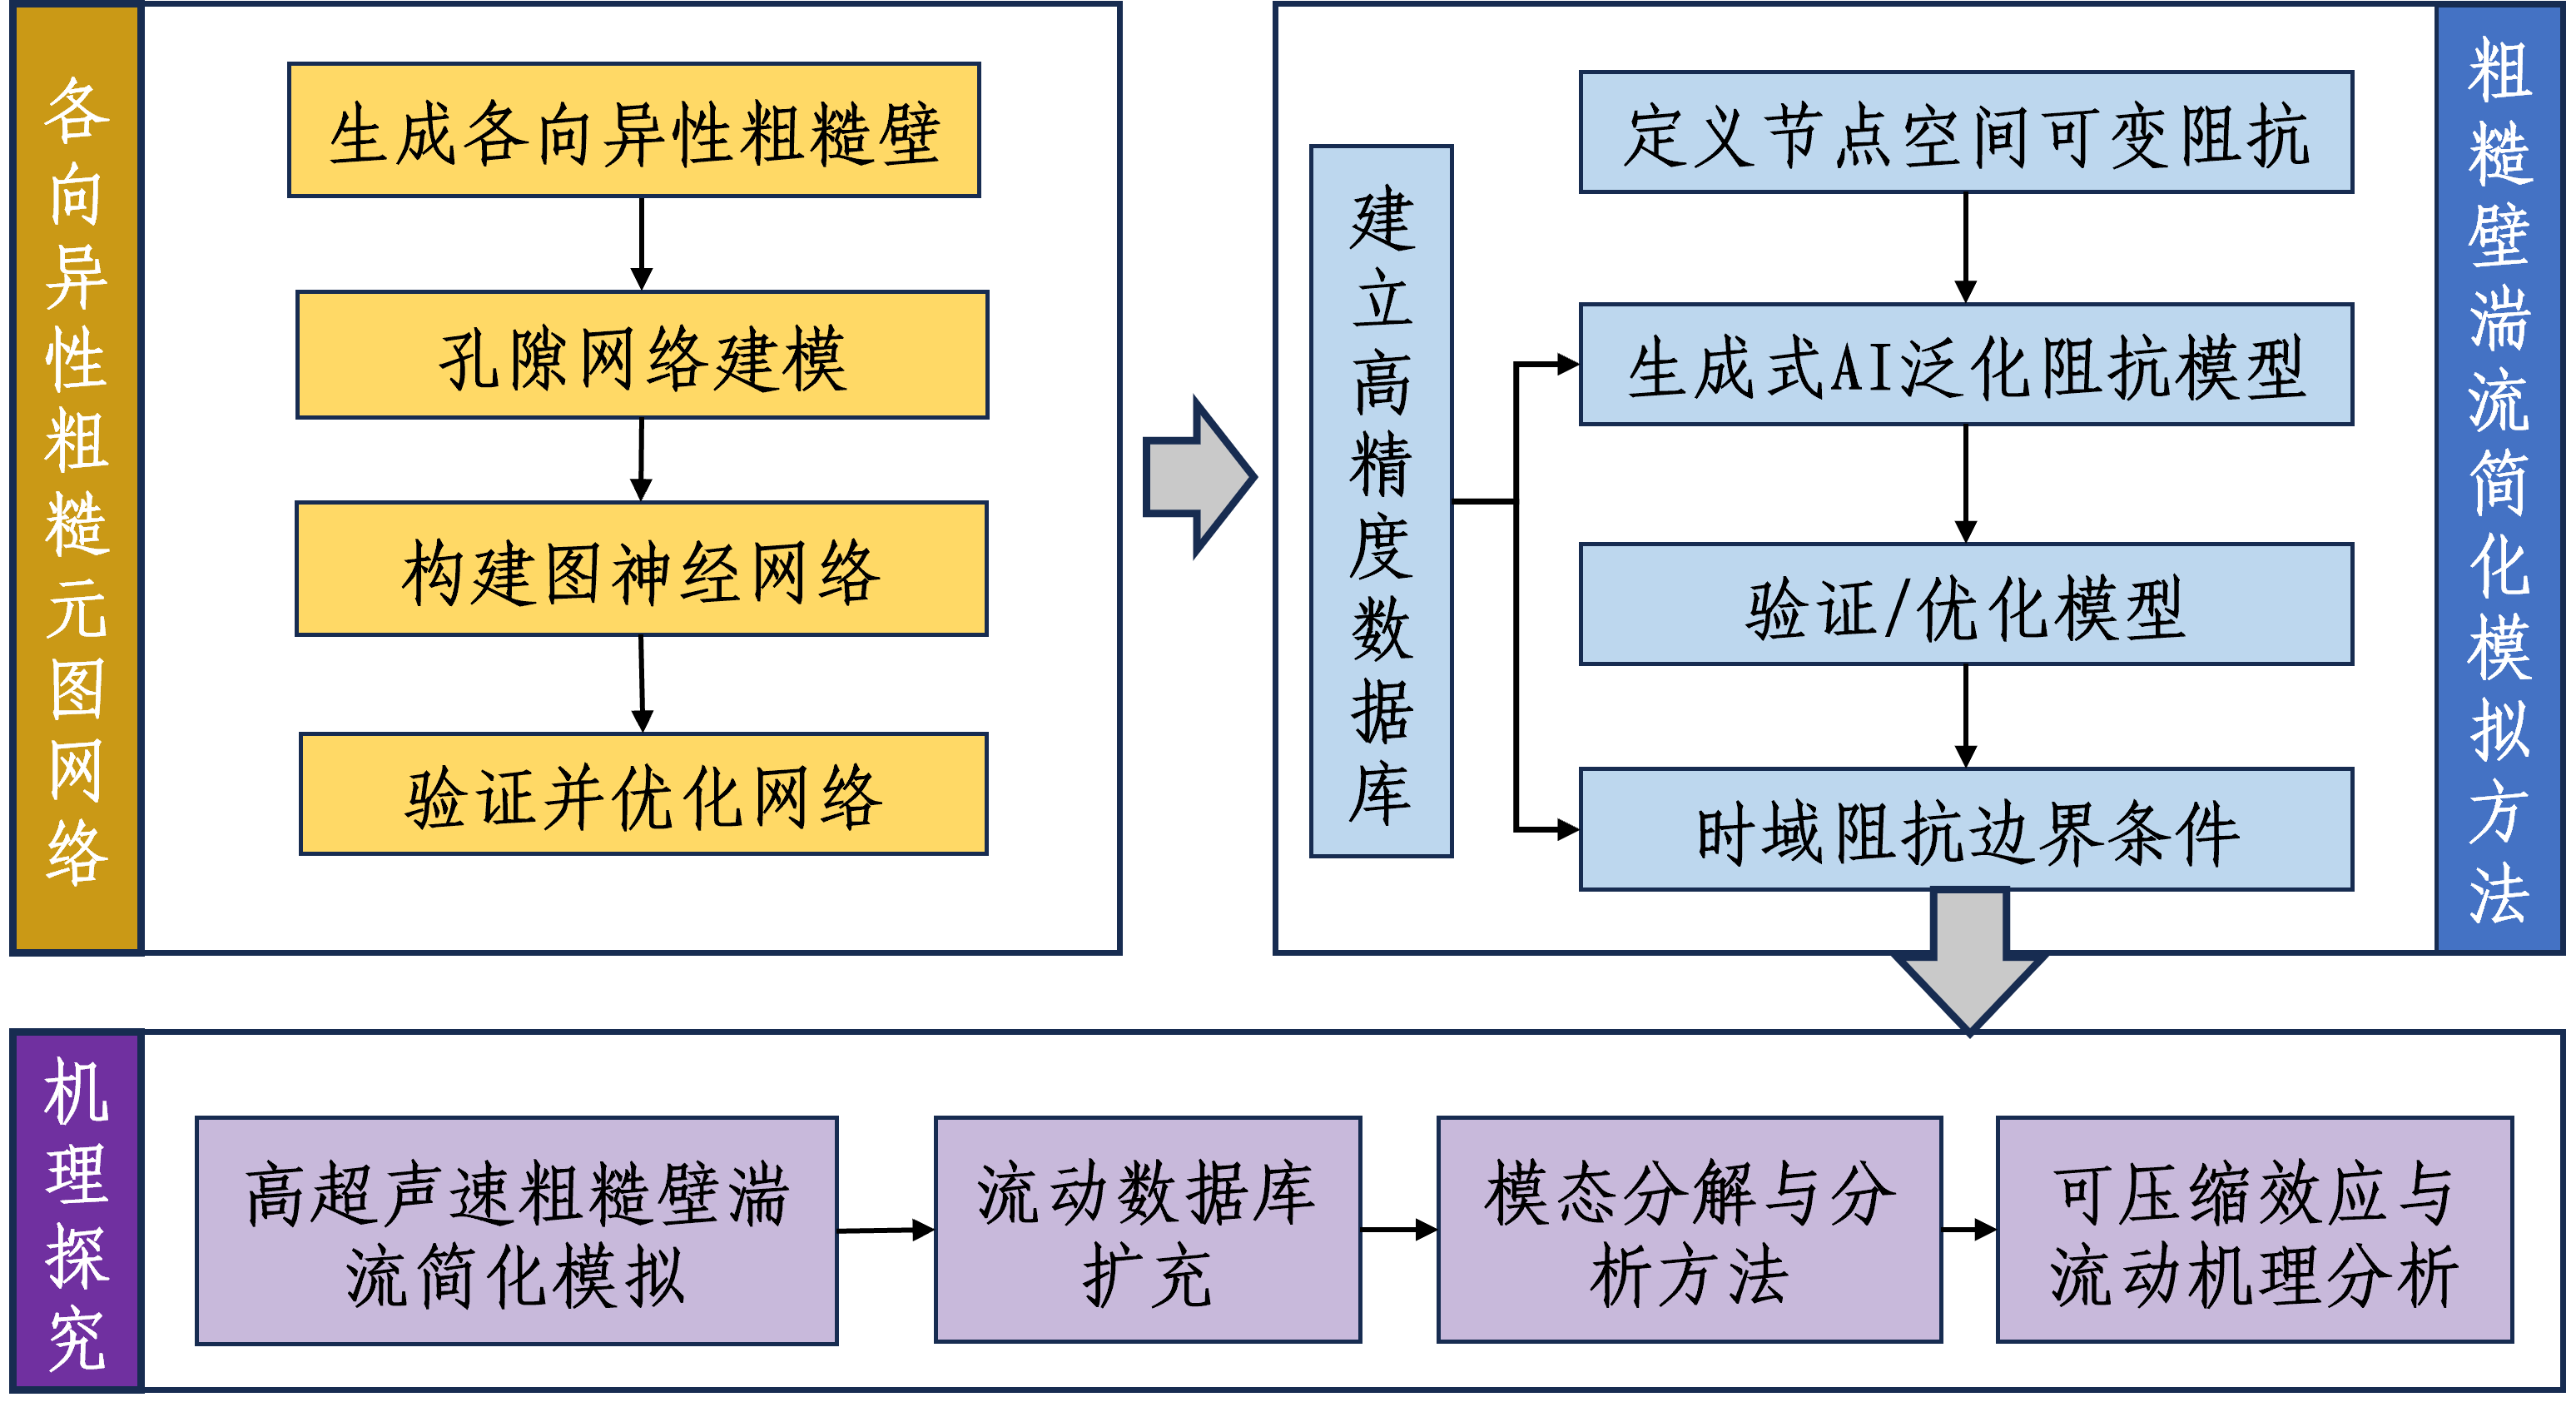 各向异性粗糙元图网络
生成各向异性粗糙壁
孔隙网络建模
构建图神经网络
验证并优化网络
建立高精度数据库
定义节点空间可变阻抗
生成式AI泛化阻抗模型
验证/优化模型
时域阻抗边界条件
粗糙壁湍流简化模拟方法
机理探究
高超声速粗糙壁湍
流简化模拟
流动数据库
扩充
模态分解与分
析方法
可压缩效应与
流动机理分析